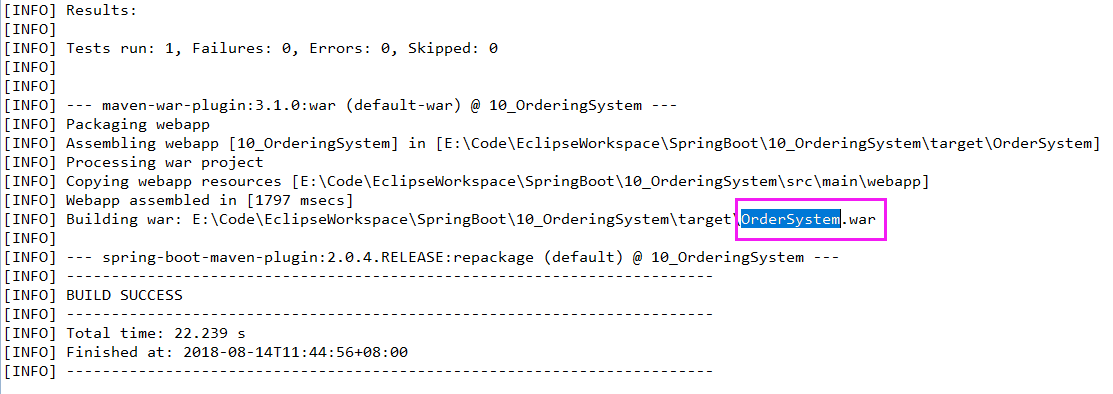 [INFO] Results:
[INFO]
[INFO] Tests run: 1, Failures: 0, Errors: 0, Skipped: 0
[INFO]
[INFO]
[INFO] --- maven-war-plugin:3.1.0:war (default-war) @ 10_OrderingSystem ---
[INFO] Packaging webapp
[INFO] Assembling webapp [10_OrderingSystem] in [E:\Code\EclipseWorkspace\SpringBoot\10_OrderingSystem\target\OrderSystem]
[INFO] Processing war project
[INFO] Copying webapp resources [E:\Code\EclipseWorkspace\SpringBoot\10_OrderingSystem\src\main\webapp]
[INFO] Webapp assembled in [1797 msecs]
[INFO] Building war: E:\Code\EclipseWorkspace\SpringBoot\10_OrderingSystem\target\OrderSystem.war
[INFO]
[INFO] --- spring-boot-maven-plugin:2.0.4.RELEASE:repackage (default) @ 10_OrderingSystem ---
[INFO] ------------------------------------------------------------------------
[INFO] BUILD SUCCESS
[INFO] ------------------------------------------------------------------------
[INFO] Total time: 22.239 s
[INFO] Finished at: 2018-08-14T11:44:56+08:00
[INFO] ------------------------------------------------------------------------